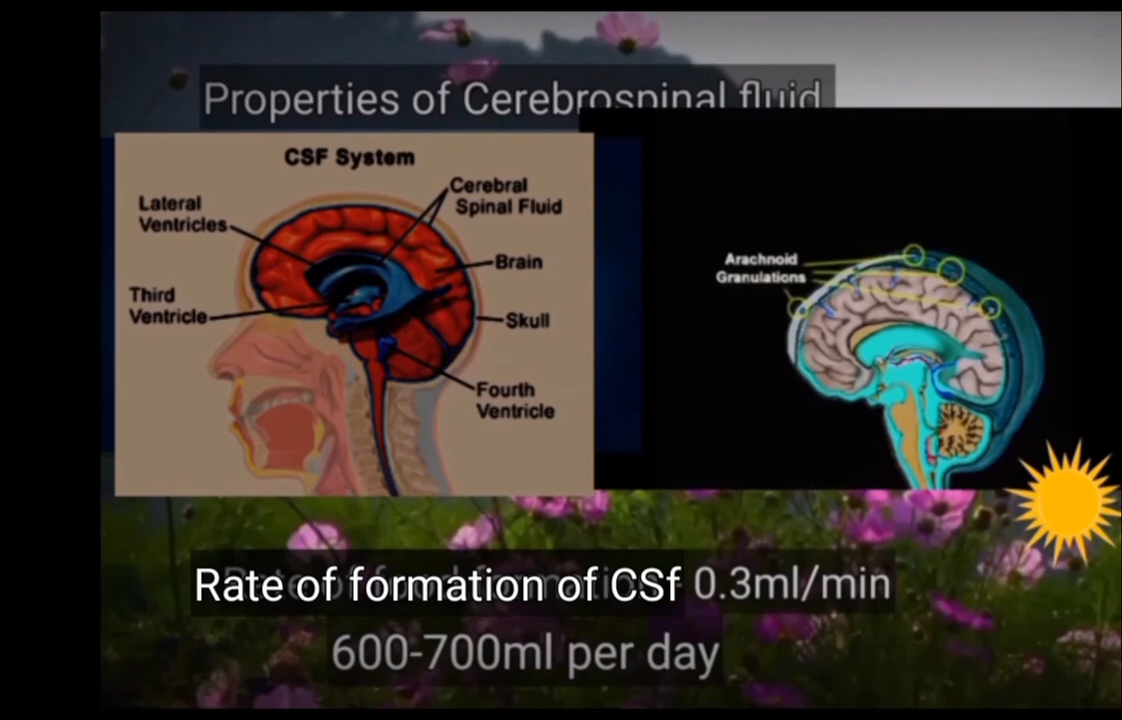 Properties of Cerebrospinal fluid
CSF System
Lateral
Ventricles
Cerebral
Spinal Fluid
Brain
Third
Ventricle
Skull
Fourth
Ventricle
Arachnoid
Granulations
Rate of formation of CSf 0.3ml/min
600-700ml per day